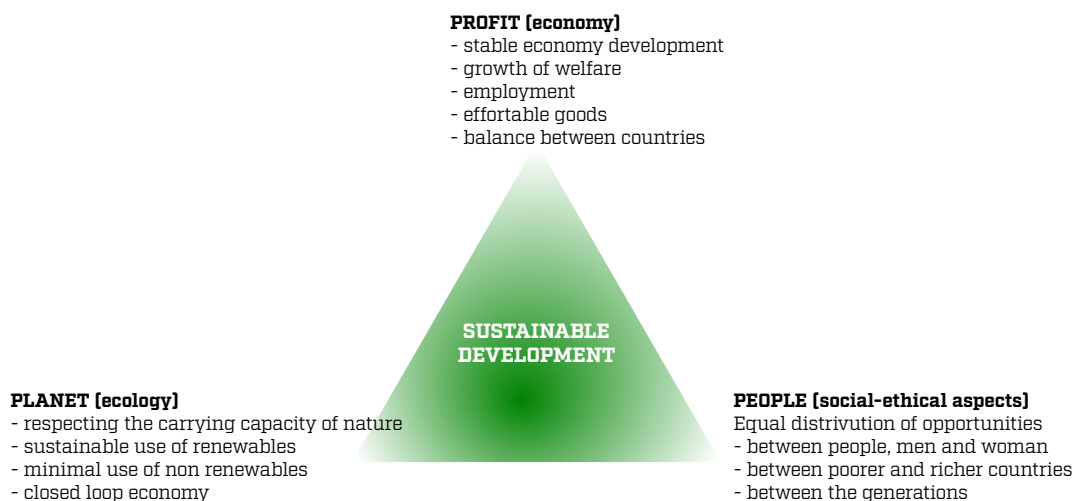 PROFIT (economy)
- stable economy development
- growth of welfare
- employment
- effortable goods
- balance between countries
SUSTAINABLE
DEVELOPMENT
PLANET (ecology)
- respecting the carrying capacity of nature
- sustainable use of renewables
- minimal use of non renewables
- closed loop economy
PEOPLE (social-ethical aspects)
Equal distrivution of opportunities
- between people, men and woman
- between poorer and richer countries
- between the generations